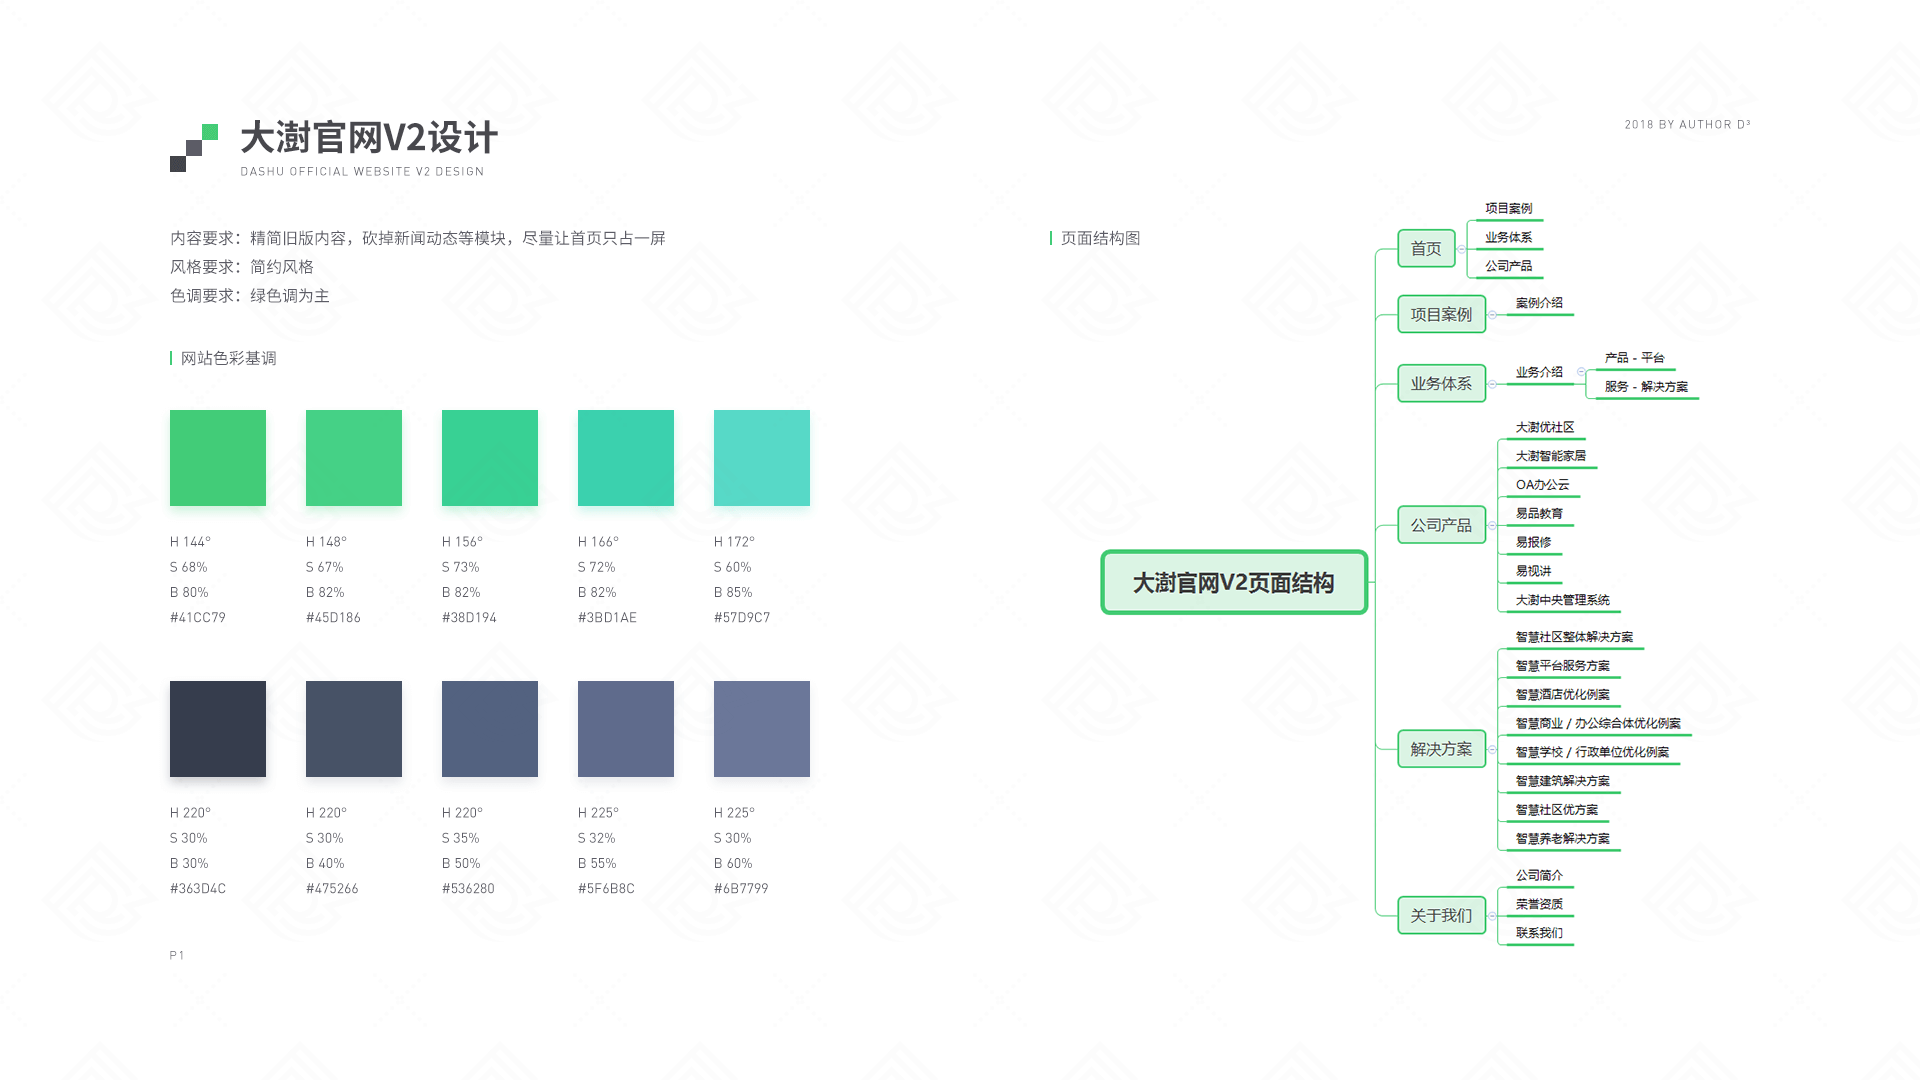 大澍官网V2设计
DASHU OFFICIAL WEBSITE V2 DESIGN
2018 BY AUTHOR D³
内容要求：精简旧版内容，砍掉新闻动态等模块，尽量让首页只占一屏
风格要求：简约风格
色调要求：绿色调为主
网站色彩基调
H 144° H 148° H 156° H 166° H 172°
S 68% S 67% S 73% S 72% S 60%
B 80% B 82% B 82% B 82% B 85%
#41CC79 #45D186 #38D194 #3BD1AE #57D9C7
H 220° H 220° H 220° H 225° H 225°
S 30% S 30% S 35% S 32% S 30%
B 30% B 40% B 50% B 55% B 60%
#363D4C #475266 #536280 #5F6B8C #6B7799
P1
页面结构图
大澍官网V2页面结构
首页
项目案例
业务体系
公司产品
项目案例
案例介绍
业务体系
业务介绍
产品 - 平台
服务 - 解决方案
公司产品
大澍优社区
大澍智能家居
OA办公云
易品教育
易报修
易视讲
大澍中央管理系统
解决方案
智慧社区整体解决方案
智慧平台服务方案
智慧酒店优化例案
智慧商业 / 办公综合体优化例案
智慧学校 / 行政单位优化例案
智慧建筑解决方案
智慧社区优方案
智慧养老解决方案
关于我们
公司简介
荣誉资质
联系我们